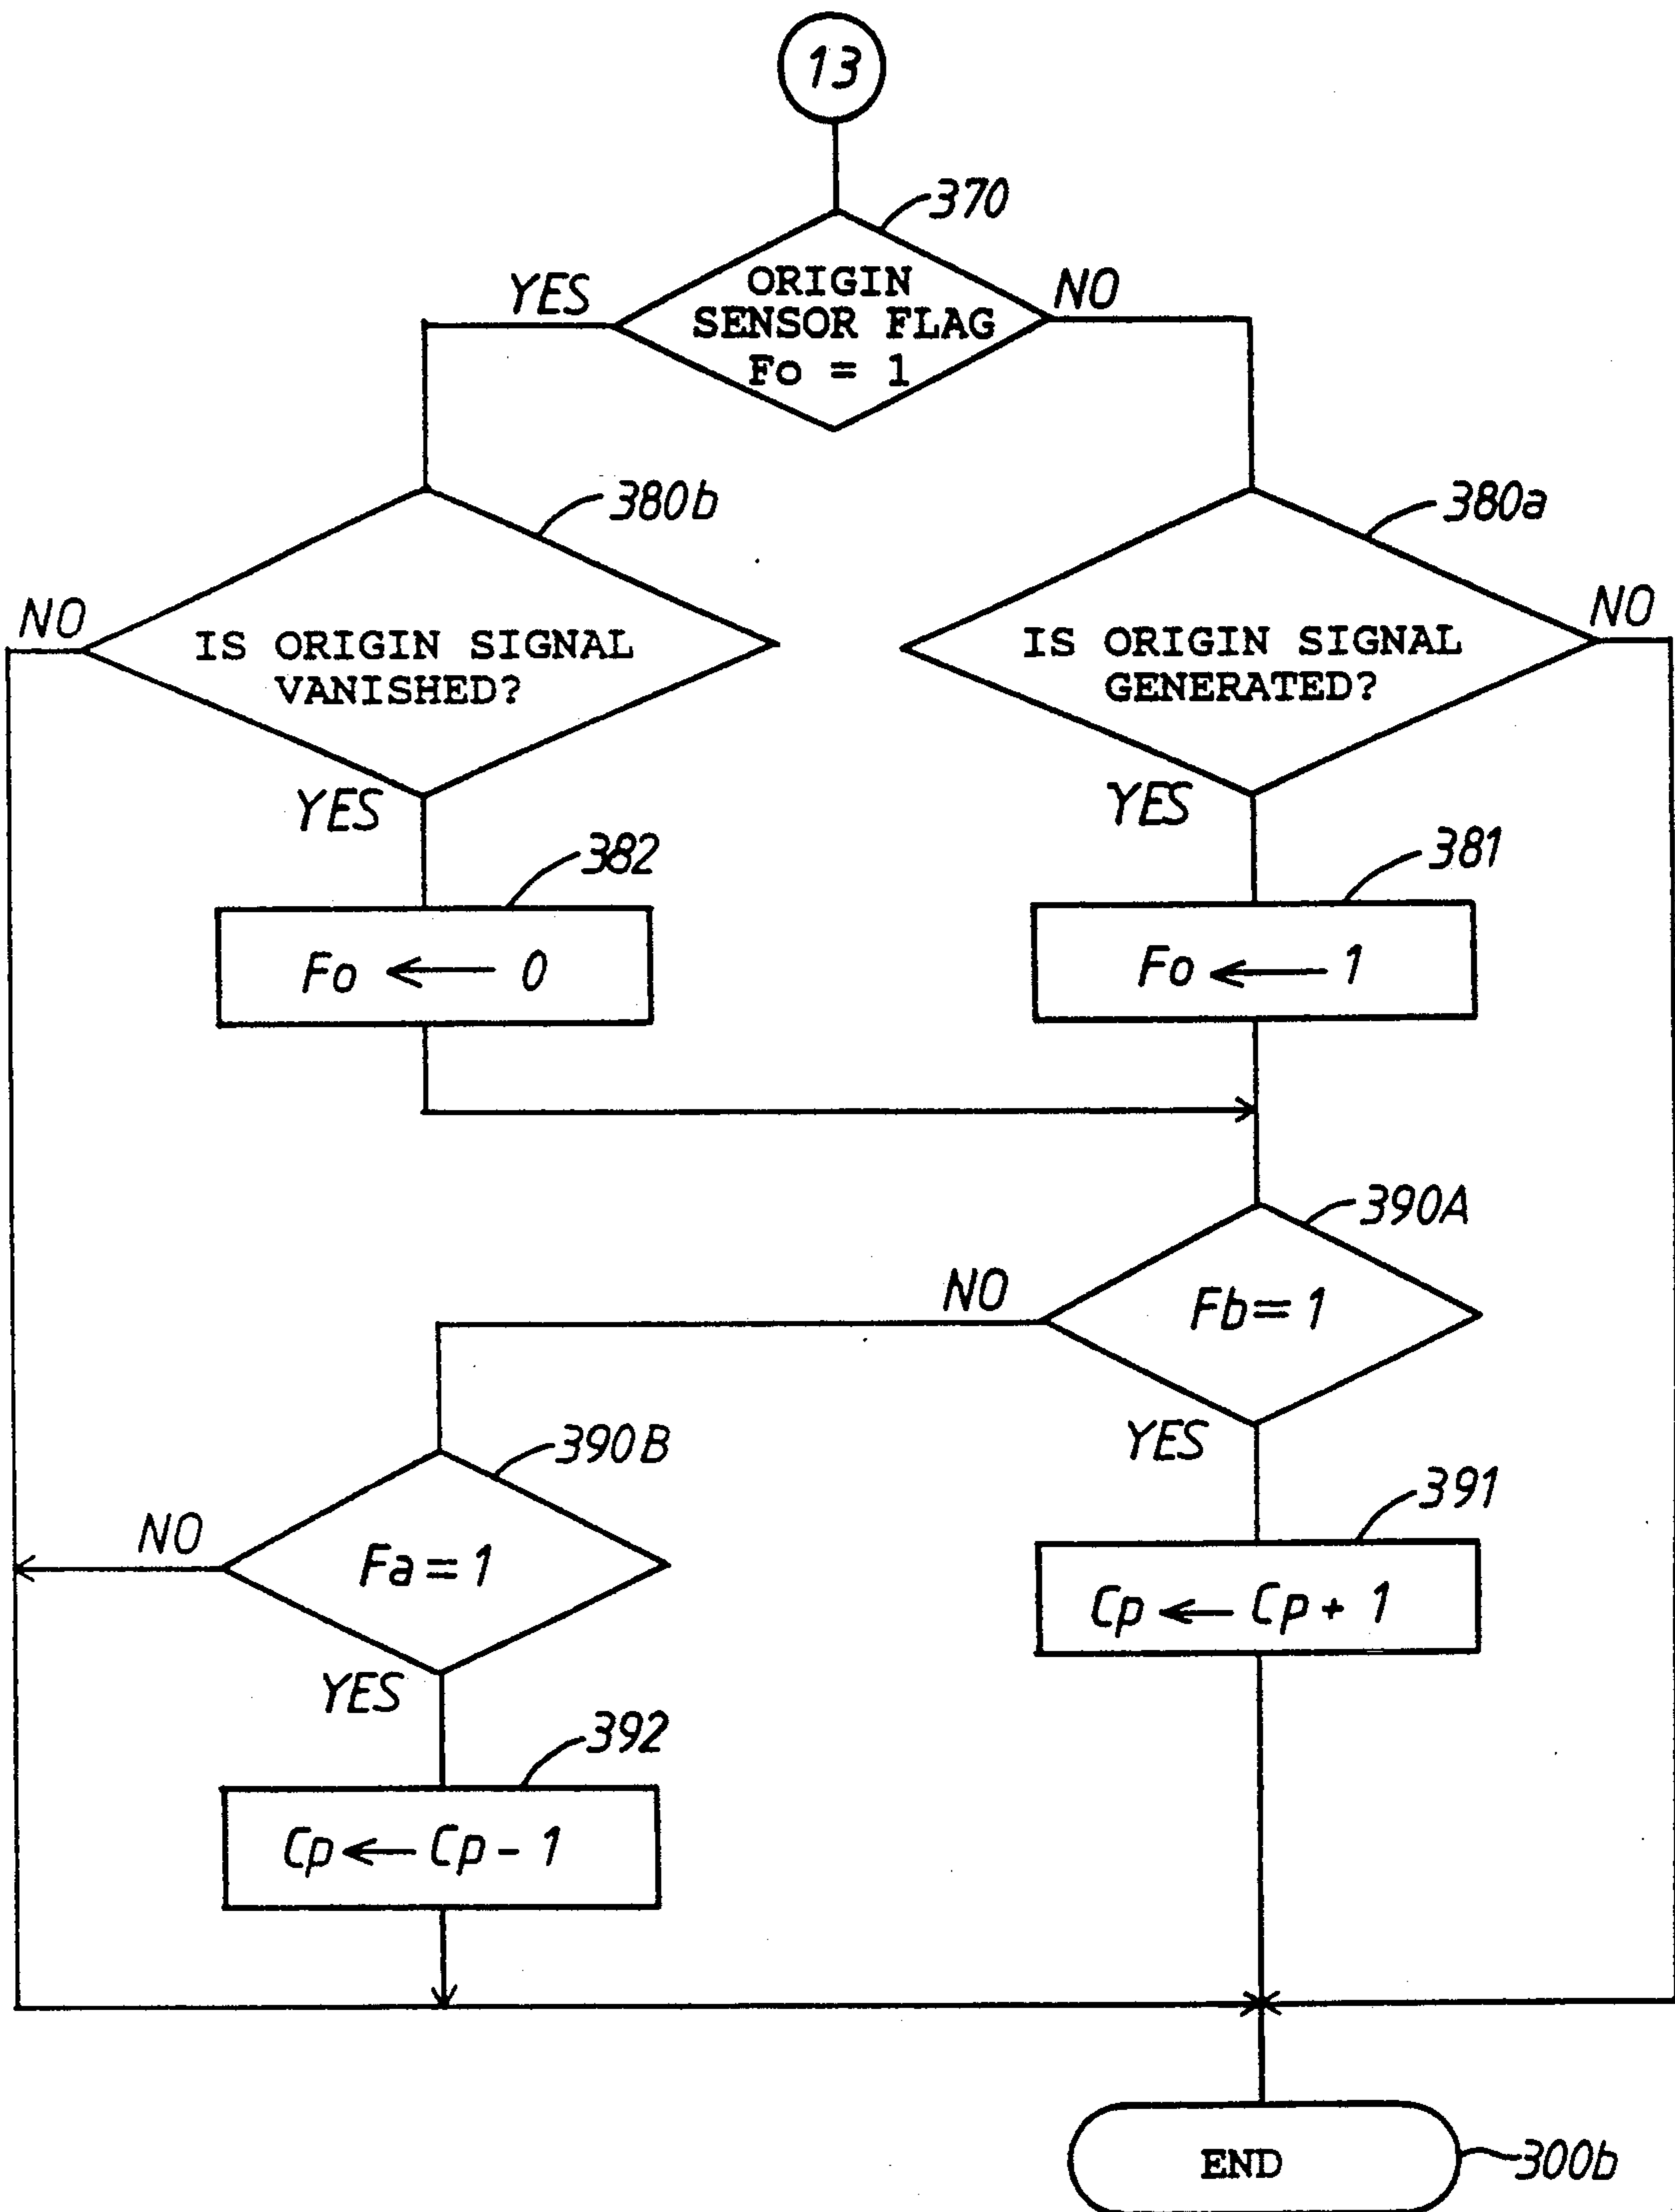 13
370
YES
ORIGIN
SENSOR FLAG
Fo = 1
NO
380b
380a
NO
IS ORIGIN SIGNAL
VANISHED?
IS ORIGIN SIGNAL
GENERATED?
NO
YES
YES
382
381
Fo ← 0
Fo ← 1
390A
NO
Fb = 1
YES
390B
NO
Fa = 1
391
Cp ← Cp + 1
YES
392
Cp ← Cp - 1
END
300b